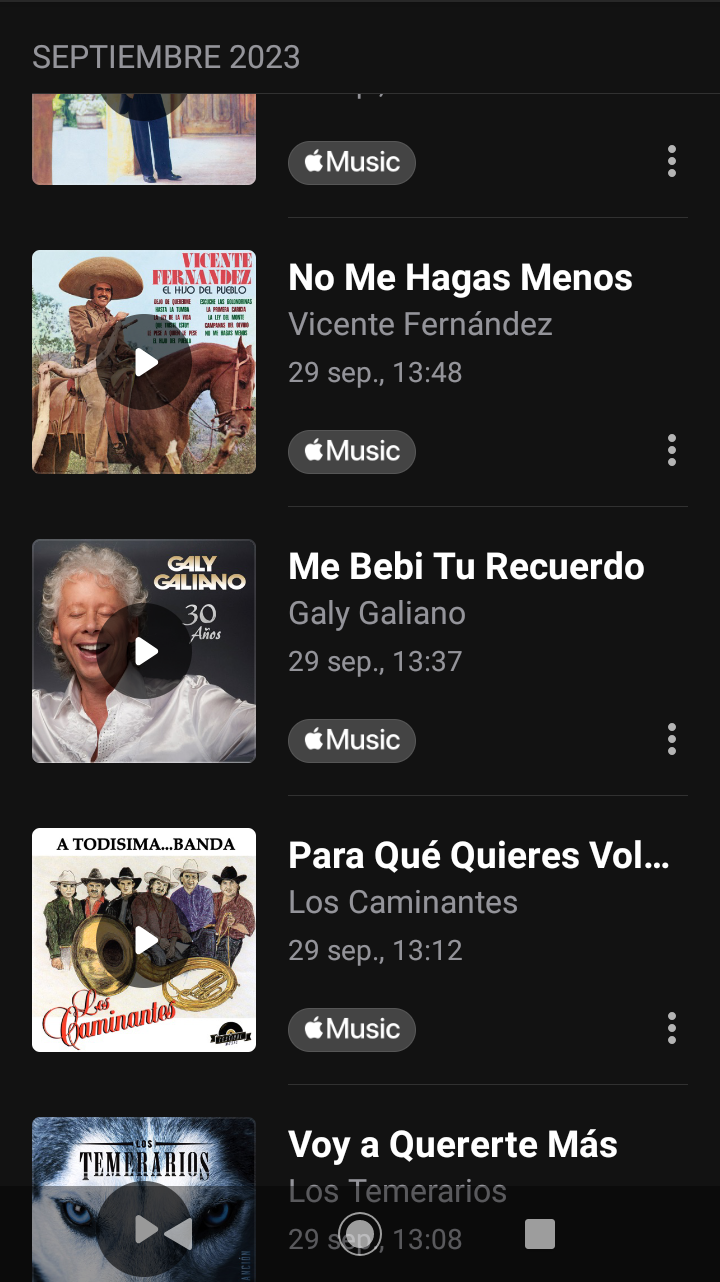 SEPTIEMBRE 2023
Music
VICENTE
FERNANDEZ
EL HIJO DEL PUEBLO
No Me Hagas Menos
Vicente Fernández
29 sep., 13:48
Music
GALY
GALIANO
30
Años
Me Bebi Tu Recuerdo
Galy Galiano
29 sep., 13:37
Music
A TODISIMA...BANDA
Los
Caminantes
Para Qué Quieres Vol...
Los Caminantes
29 sep., 13:12
Music
LOS
TEMERARIOS
Voy a Quererte Más
Los Temerarios
29 sep., 13:08